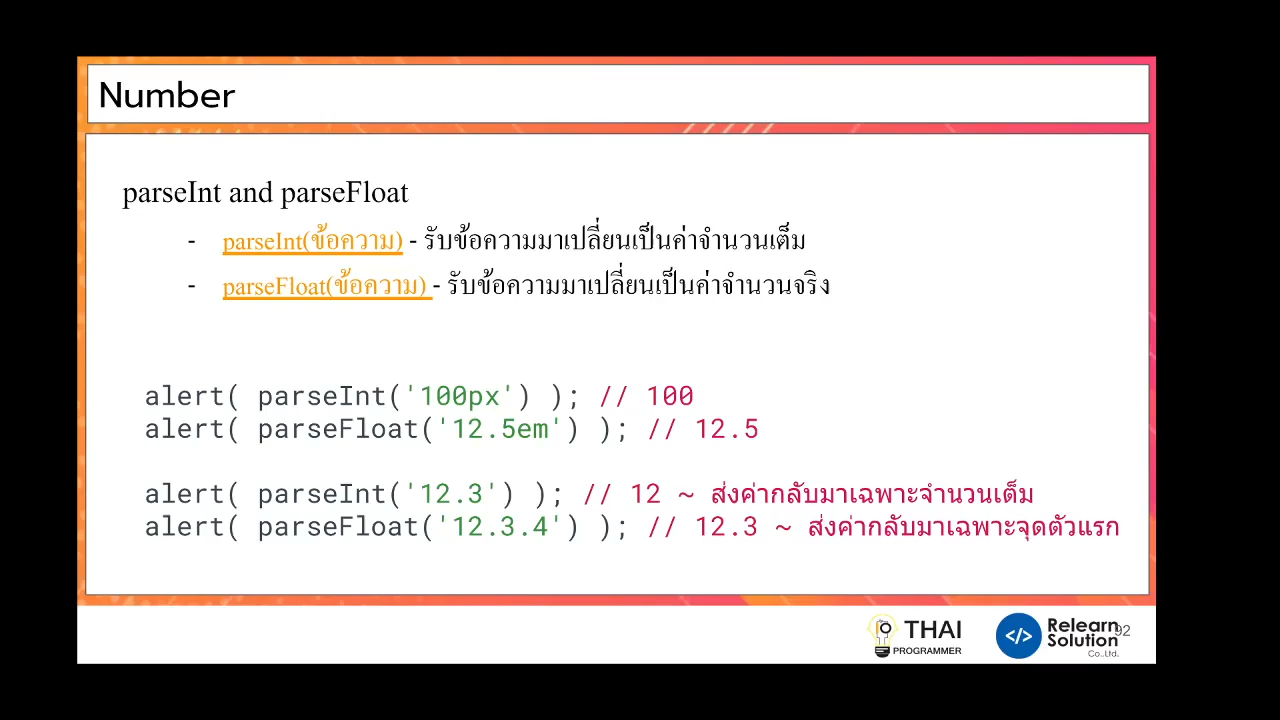 Number
parseInt and parseFloat
- parseInt(ข้อความ) - รับข้อความมาเปลี่ยนเป็นค่าจำนวนเต็ม
- parseFloat(ข้อความ) - รับข้อความมาเปลี่ยนเป็นค่าจำนวนจริง
alert( parseInt('100px') ); // 100
alert( parseFloat('12.5em') ); // 12.5
alert( parseInt('12.3') ); // 12 ~ ส่งค่ากลับมาเฉพาะจำนวนเต็ม
alert( parseFloat('12.3.4') ); // 12.3 ~ ส่งค่ากลับมาเฉพาะจุดตัวแรก
THAI
PROGRAMMER
</>
Relearn
Solution
Co.,Ltd.
92